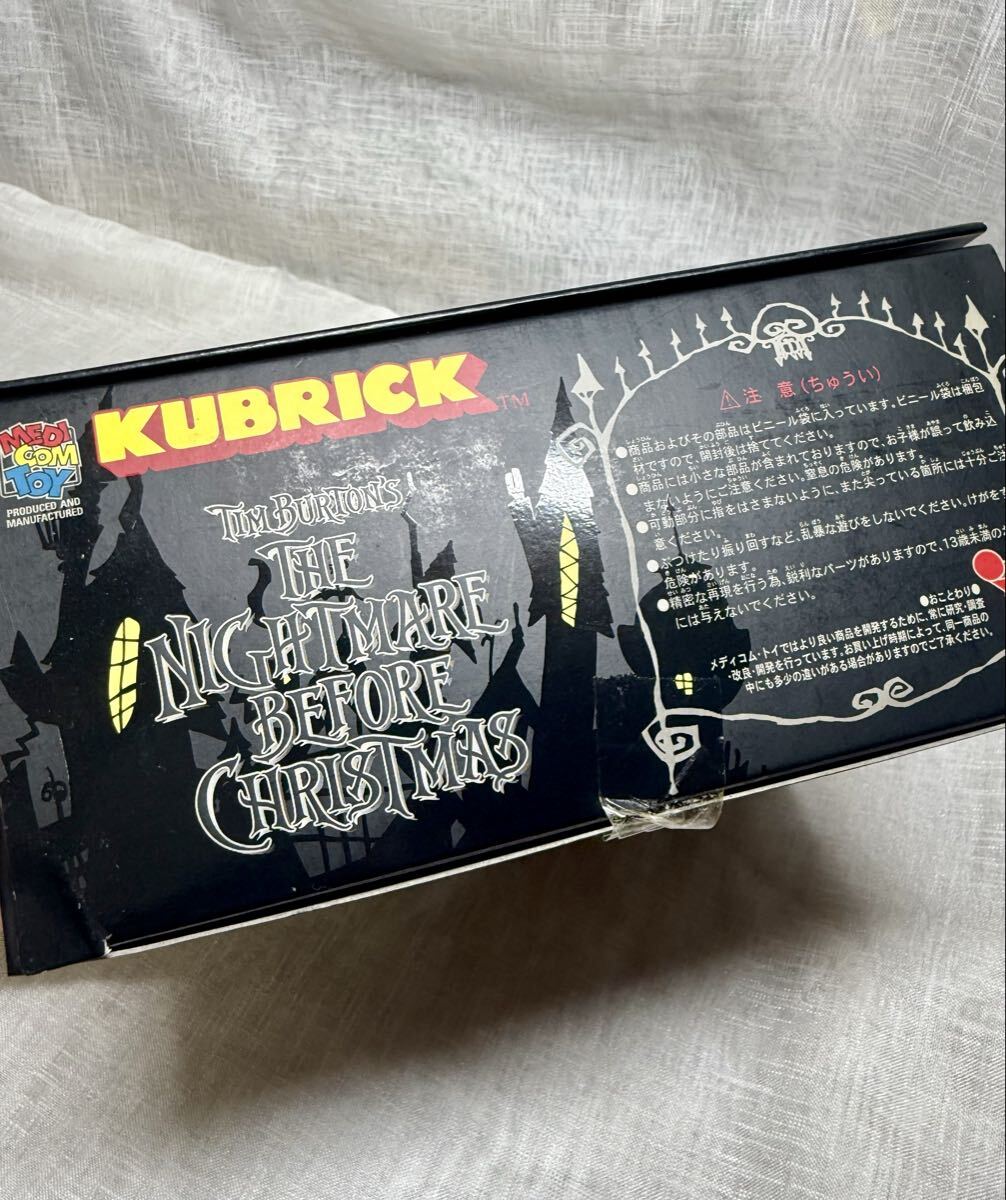 MEDI
COM
TOY
PRODUCED AND
MANUFACTURED
KUBRICK™
TIM BURTON'S
THE
NIGHTMARE
BEFORE
CHRISTMAS
⚠注意(ちゅうい)
●商品およびその部品はビニール袋に入っています。ビニール袋は梱包
材ですので、開封後は捨ててください。
●商品には小さな部品が含まれておりますので、お子様が誤って飲み込
まないようにご注意ください。窒息の危険があります。
●可動部分に指をはさまないように、また尖っている箇所には十分ご注
意ください。
●ぶつけたり振り回すなど、乱暴な遊びをしないでください。けがをす
危険があります。
●精密な再現を行う為、鋭利なパーツがありますので、13歳未満の
には与えないでください。
●おことわり●
メディコム・トイではより良い商品を開発するために、常に研究・調査
・改良・開発を行っています。お買い上げ時期によって、同一商品の
中にも多少の違いがある場合がありますのでご了承ください。